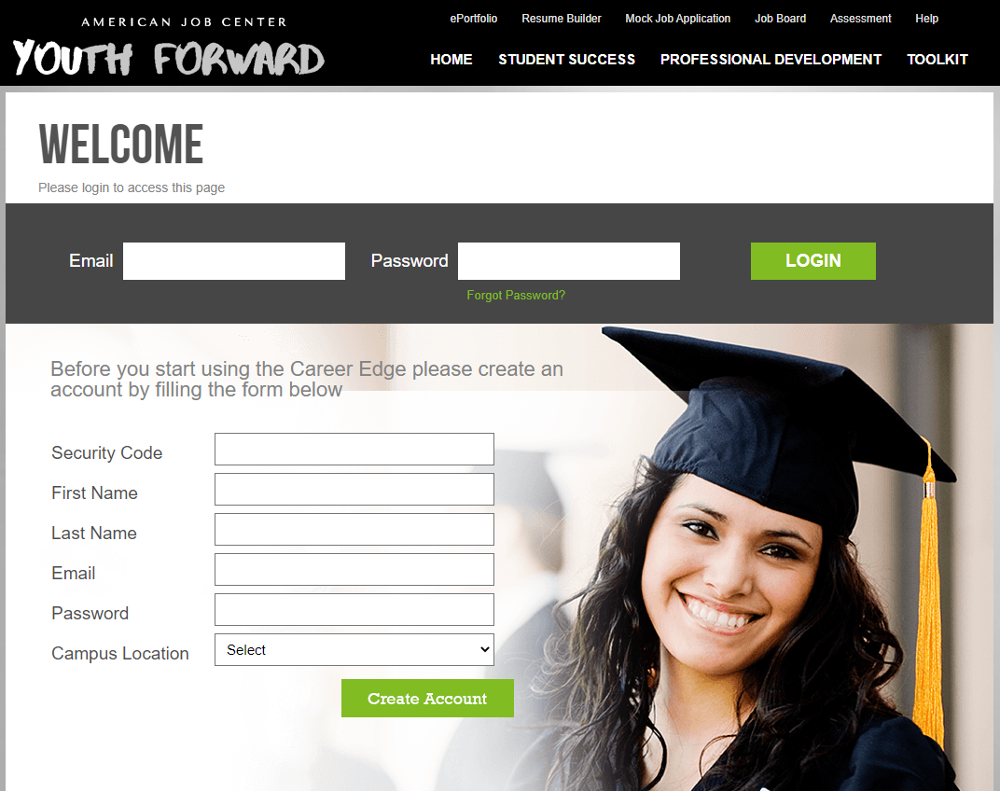 AMERICAN JOB CENTER
YOUTH FORWARD
ePortfolio Resume Builder Mock Job Application Job Board Assessment Help
HOME STUDENT SUCCESS PROFESSIONAL DEVELOPMENT TOOLKIT
WELCOME
Please login to access this page
Email Password LOGIN
Forgot Password?
Before you start using the Career Edge please create an
account by filling the form below
Security Code
First Name
Last Name
Email
Password
Campus Location Select
Create Account